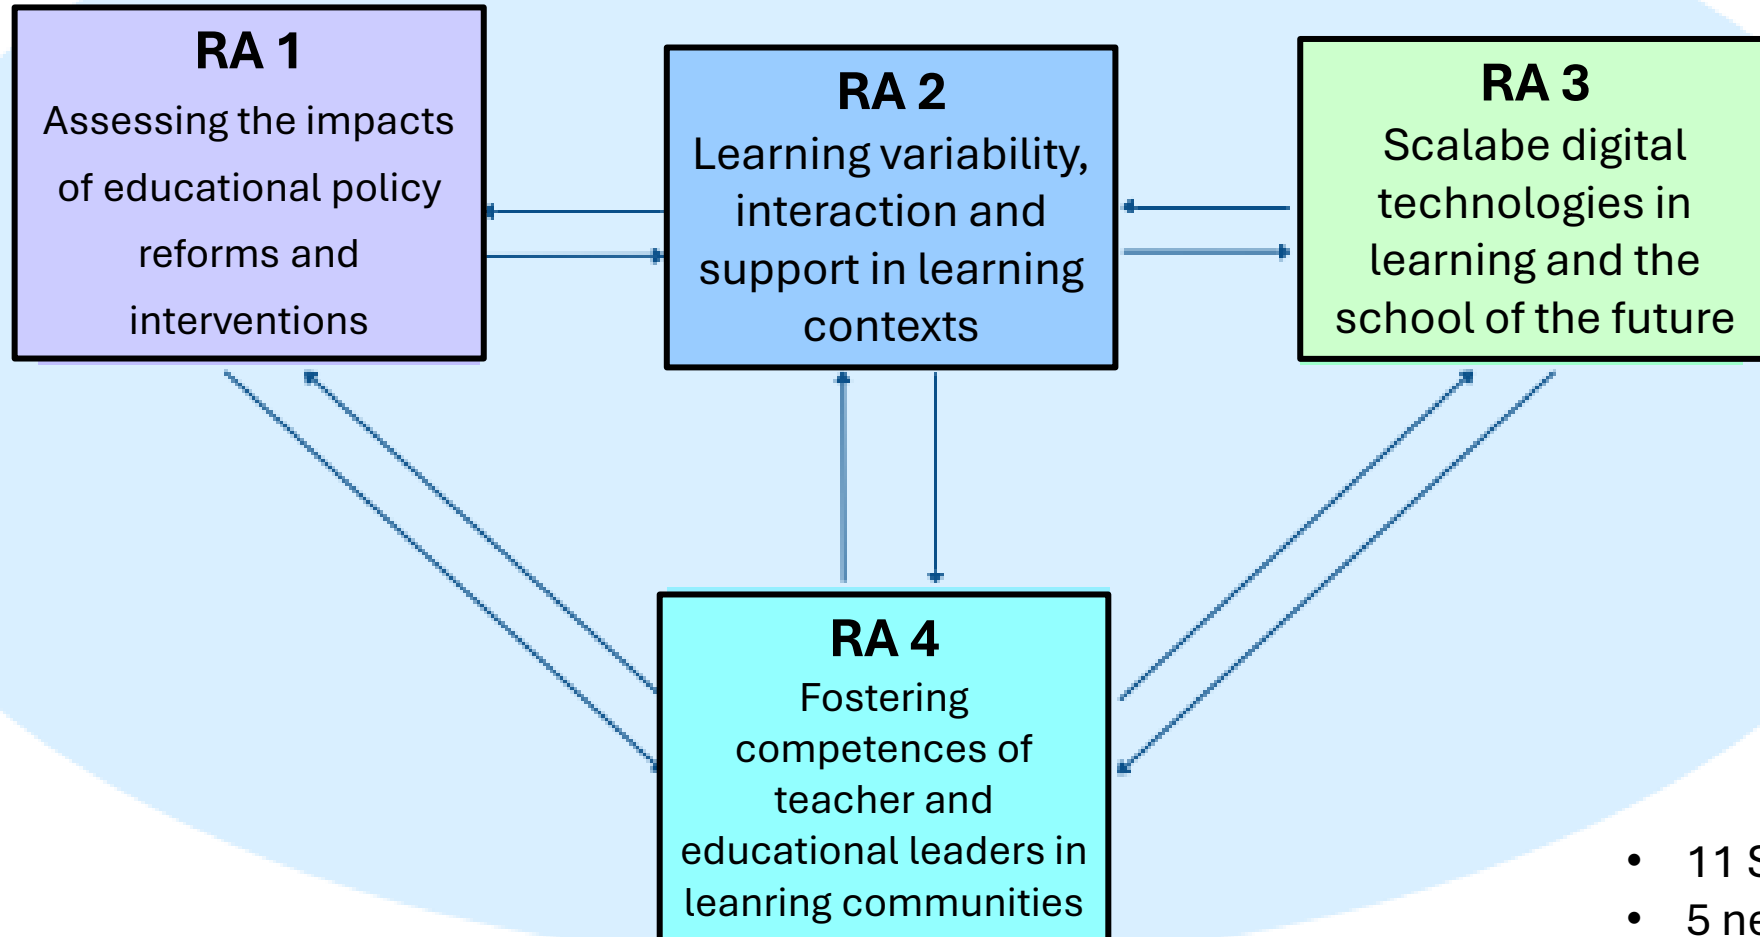 RA 1
Assessing the impacts
of educational policy
reforms and
interventions
RA 2
Learning variability,
interaction and
support in learning
contexts
RA 3
Scalabe digital
technologies in
learning and the
school of the future
RA 4
Fostering
competences of
teacher and
educational leaders in
leanring communities
• 11
• 5